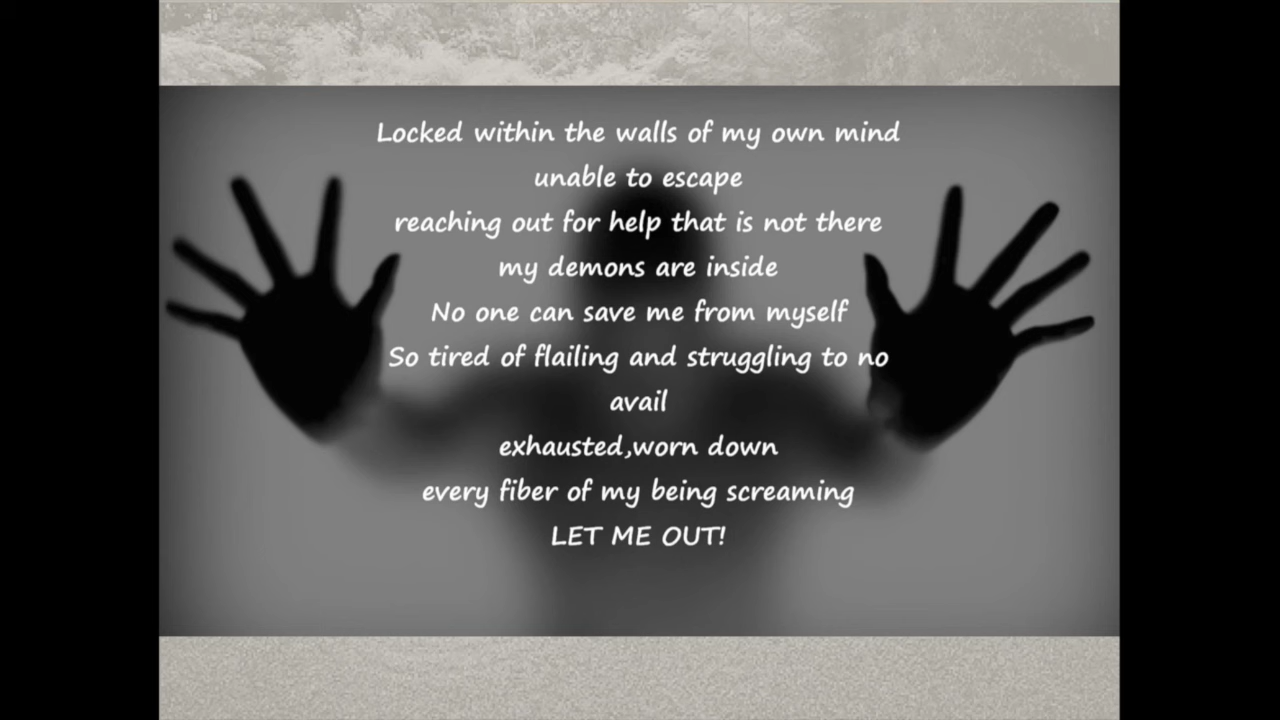 Locked within the walls of my own mind
unable to escape
reaching out for help that is not there
my demons are inside
No one can save me from myself
So tired of flailing and struggling to no
avail
exhausted,worn down
every fiber of my being screaming
LET ME OUT!